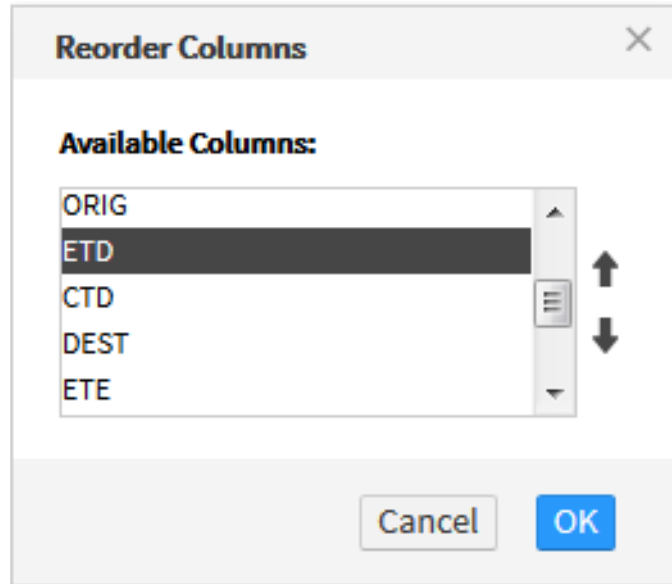 Reorder Columns
Available Columns:
ORIG
ETD
CTD
DEST
ETE
Cancel OK